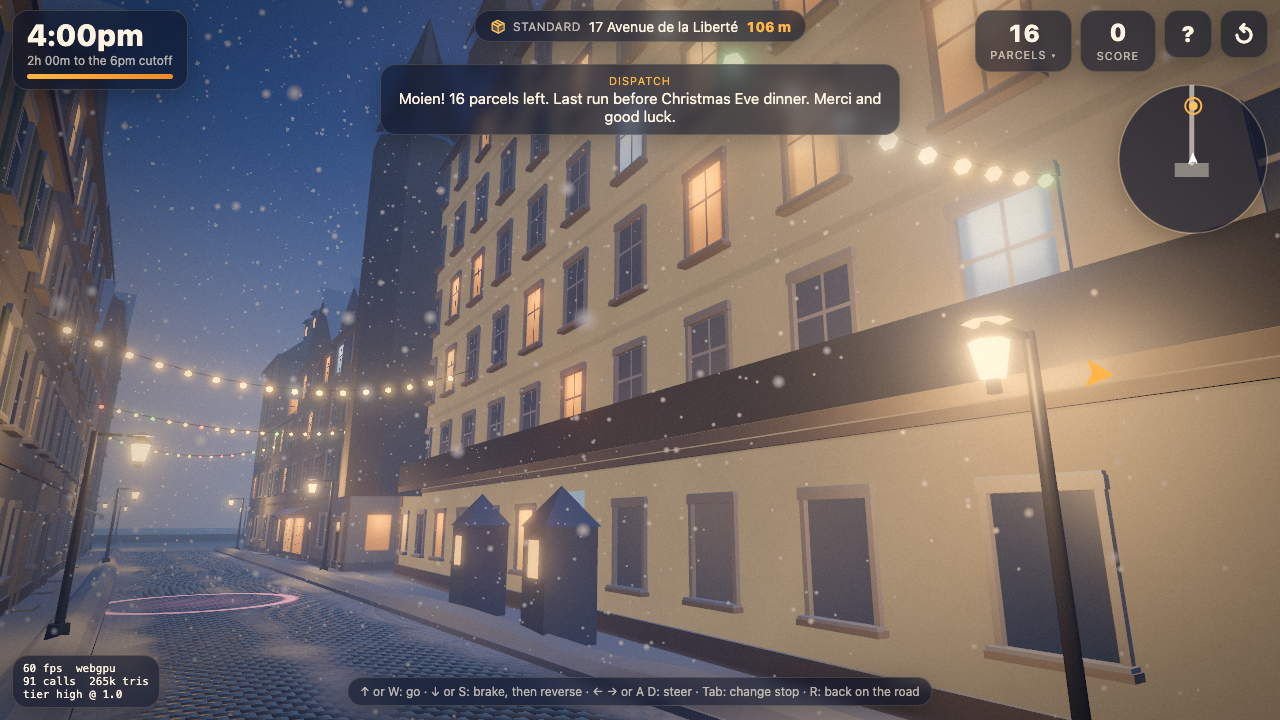 4:00pm
2h 00m to the 6pm cutoff
STANDARD 17 Avenue de la Liberté 106 m
16
PARCELS ▾
0
SCORE
?
DISPATCH
Moien! 16 parcels left. Last run before Christmas Eve dinner. Merci and
good luck.
60 fps webgpu
91 calls 265k tris
tier high @ 1.0
↑ or W: go · ↓ or S: brake, then reverse · ← → or A D: steer · Tab: change stop · R: back on the road